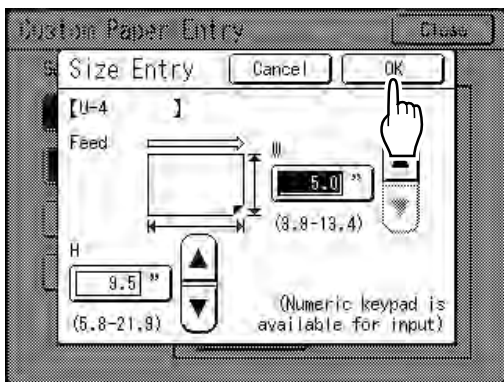 Custom Paper Entry
Close
Size Entry
Cancel
OK
【U-4 】
Feed
W
5.0 "
(3.9-13.4)
H
9.5 "
(5.8-21.9)
(Numeric keypad is
available for input)